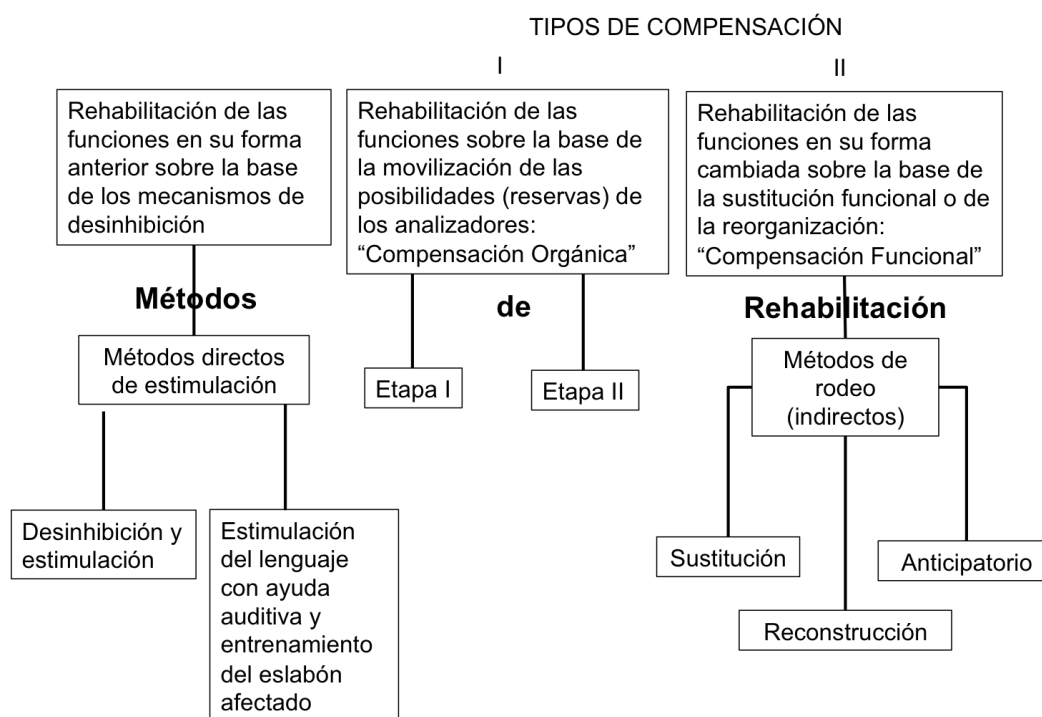 TIPOS DE COMPENSACIÓN
I
II
Rehabilitación de las
funciones en su forma
anterior sobre la base
de los mecanismos de
desinhibición
Rehabilitación de las
funciones sobre la base de
la movilización de las
posibilidades (reservas) de
los analizadores:
“Compensación Orgánica”
Rehabilitación de las
funciones en su forma
cambiada sobre la base de
la sustitución funcional o de
la reorganización:
“Compensación Funcional”
Métodos
de
Rehabilitación
Métodos directos
de estimulación
Etapa I
Etapa II
Métodos de
rodeo
(indirectos)
Desinhibición y
estimulación
Estimulación
del lenguaje
con ayuda
auditiva y
entrenamiento
del eslabón
afectado
Sustitución
Anticipatorio
Reconstrucción